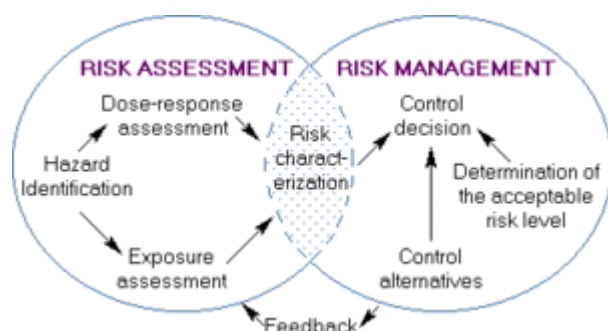 RISK ASSESSMENT
Dose-response
assessment
Hazard
Identification
Exposure
assessment
Risk
charact-
erization
RISK MANAGEMENT
Control
decision
Determination of
the acceptable
risk level
Control
alternatives
Feedback